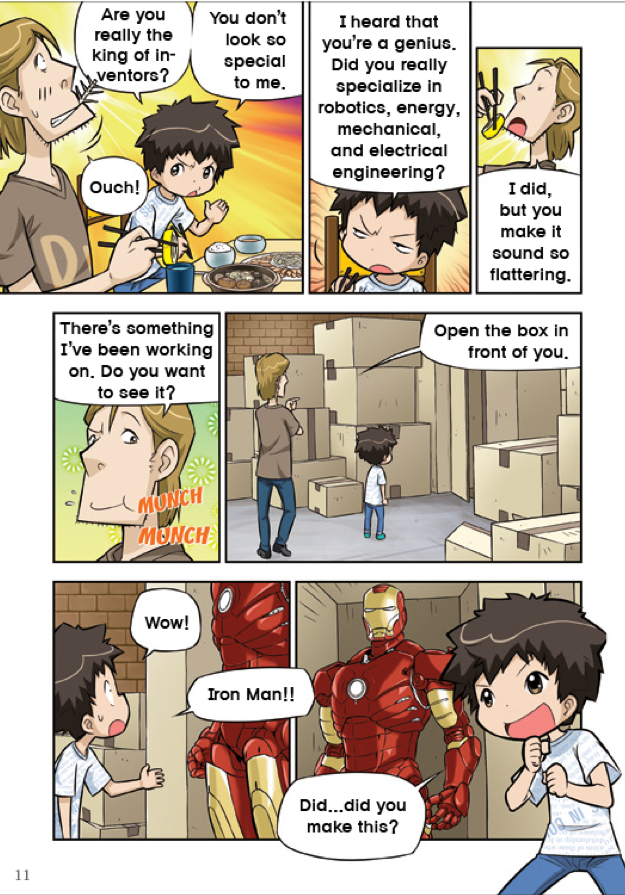 Are you
really the
king of in-
ventors?
You don't
look so
special
to me.
Ouch!
I heard that
you're a genius.
Did you really
specialize in
robotics, energy,
mechanical,
and electrical
engineering?
I did,
but you
make it
sound so
flattering.
There's something
I've been working
on. Do you want
to see it?
MUNCH
MUNCH
Open the box in
front of you.
Wow!
Iron Man!!
Did...did you
make this?
11